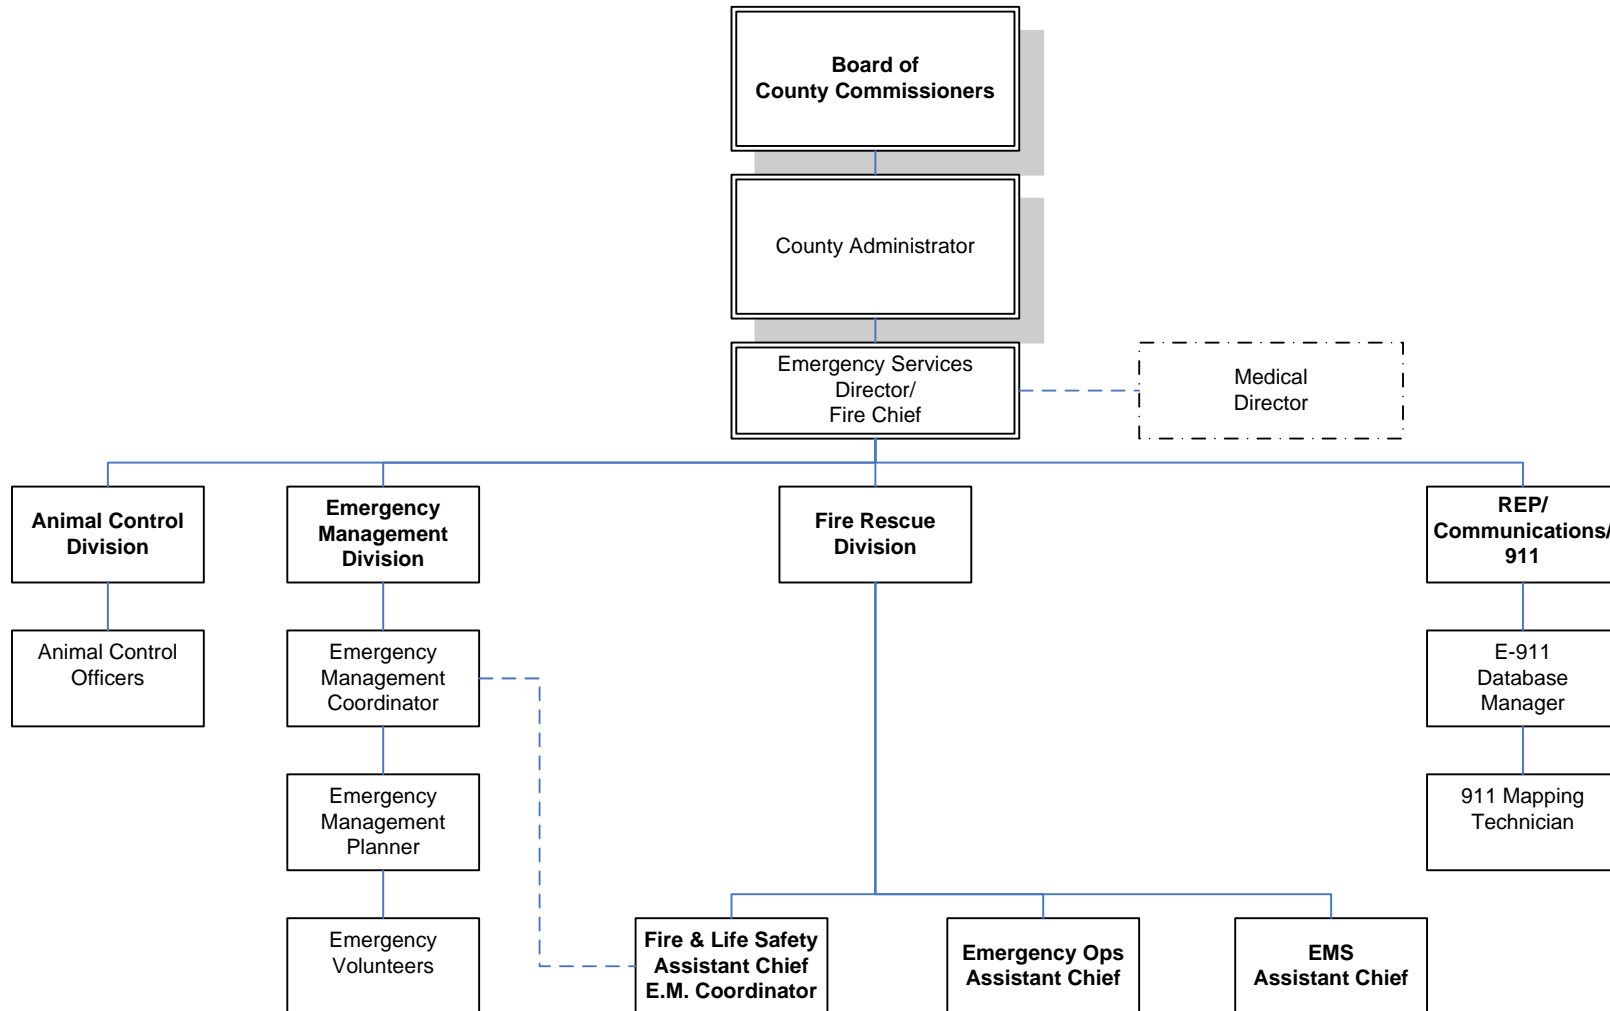 Board of
County Commissioners
County Administrator
Emergency Services
Director/
Fire Chief
Medical
Director
Animal Control
Division
Emergency
Management
Division
Fire Rescue
Division
REP/
Communications/
911
Animal Control
Officers
Emergency
Management
Coordinator
E-911
Database
Manager
Emergency
Management
Planner
911 Mapping
Technician
Emergency
Volunteers
Fire & Life Safety
Assistant Chief
E.M. Coordinator
Emergency Ops
Assistant Chief
EMS
Assistant Chief